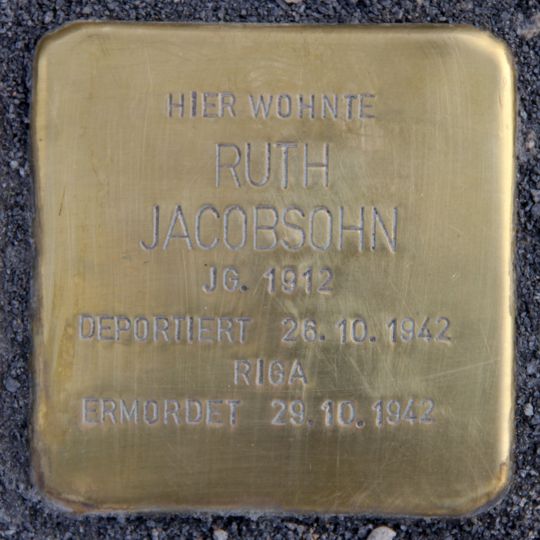 HIER WOHNTE
RUTH
JACOBSOHN
JG. 1912
DEPORTIERT 26.10.1942
RIGA
ERMORDET 29.10.1942